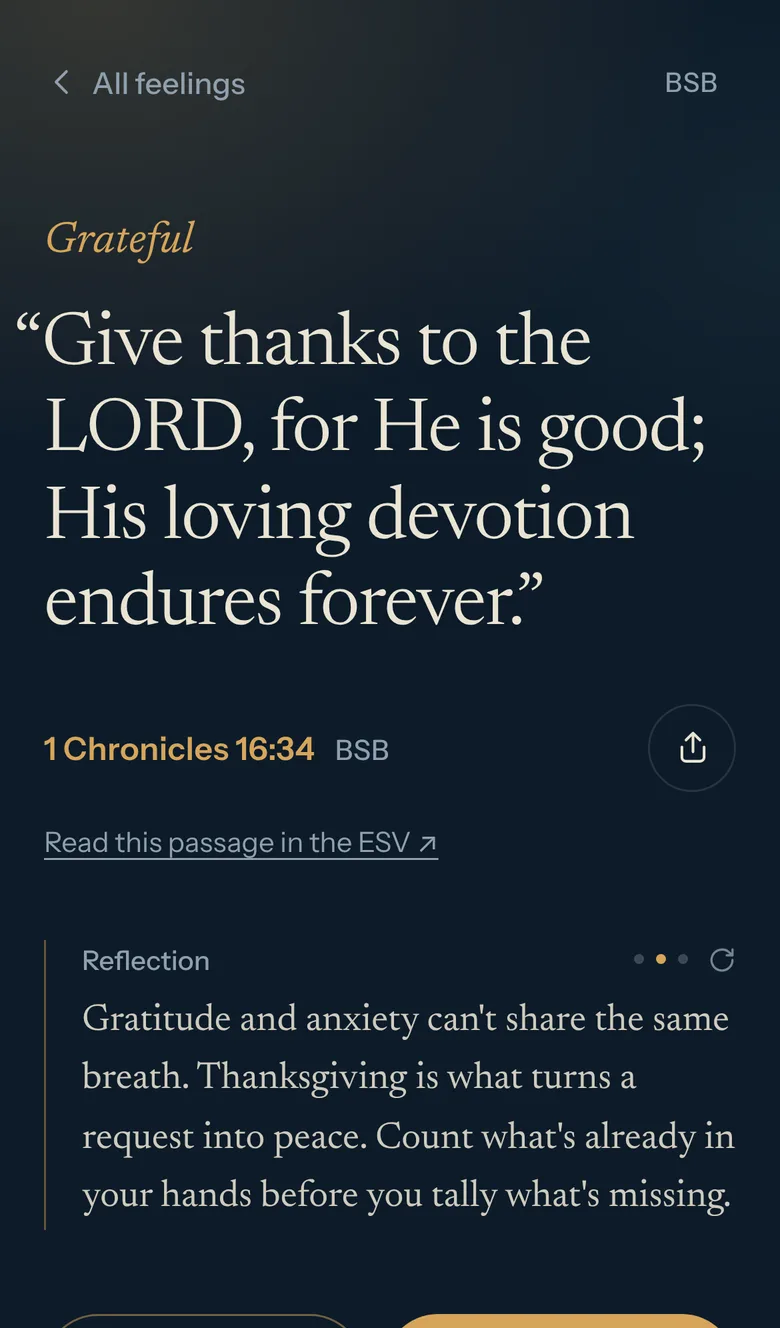 All feelings
BSB
Grateful
“Give thanks to the
LORD, for He is good;
His loving devotion
endures forever.”
1 Chronicles 16:34 BSB
Read this passage in the ESV ↗
Reflection
Gratitude and anxiety can't share the same
breath. Thanksgiving is what turns a
request into peace. Count what's already in
your hands before you tally what's missing.